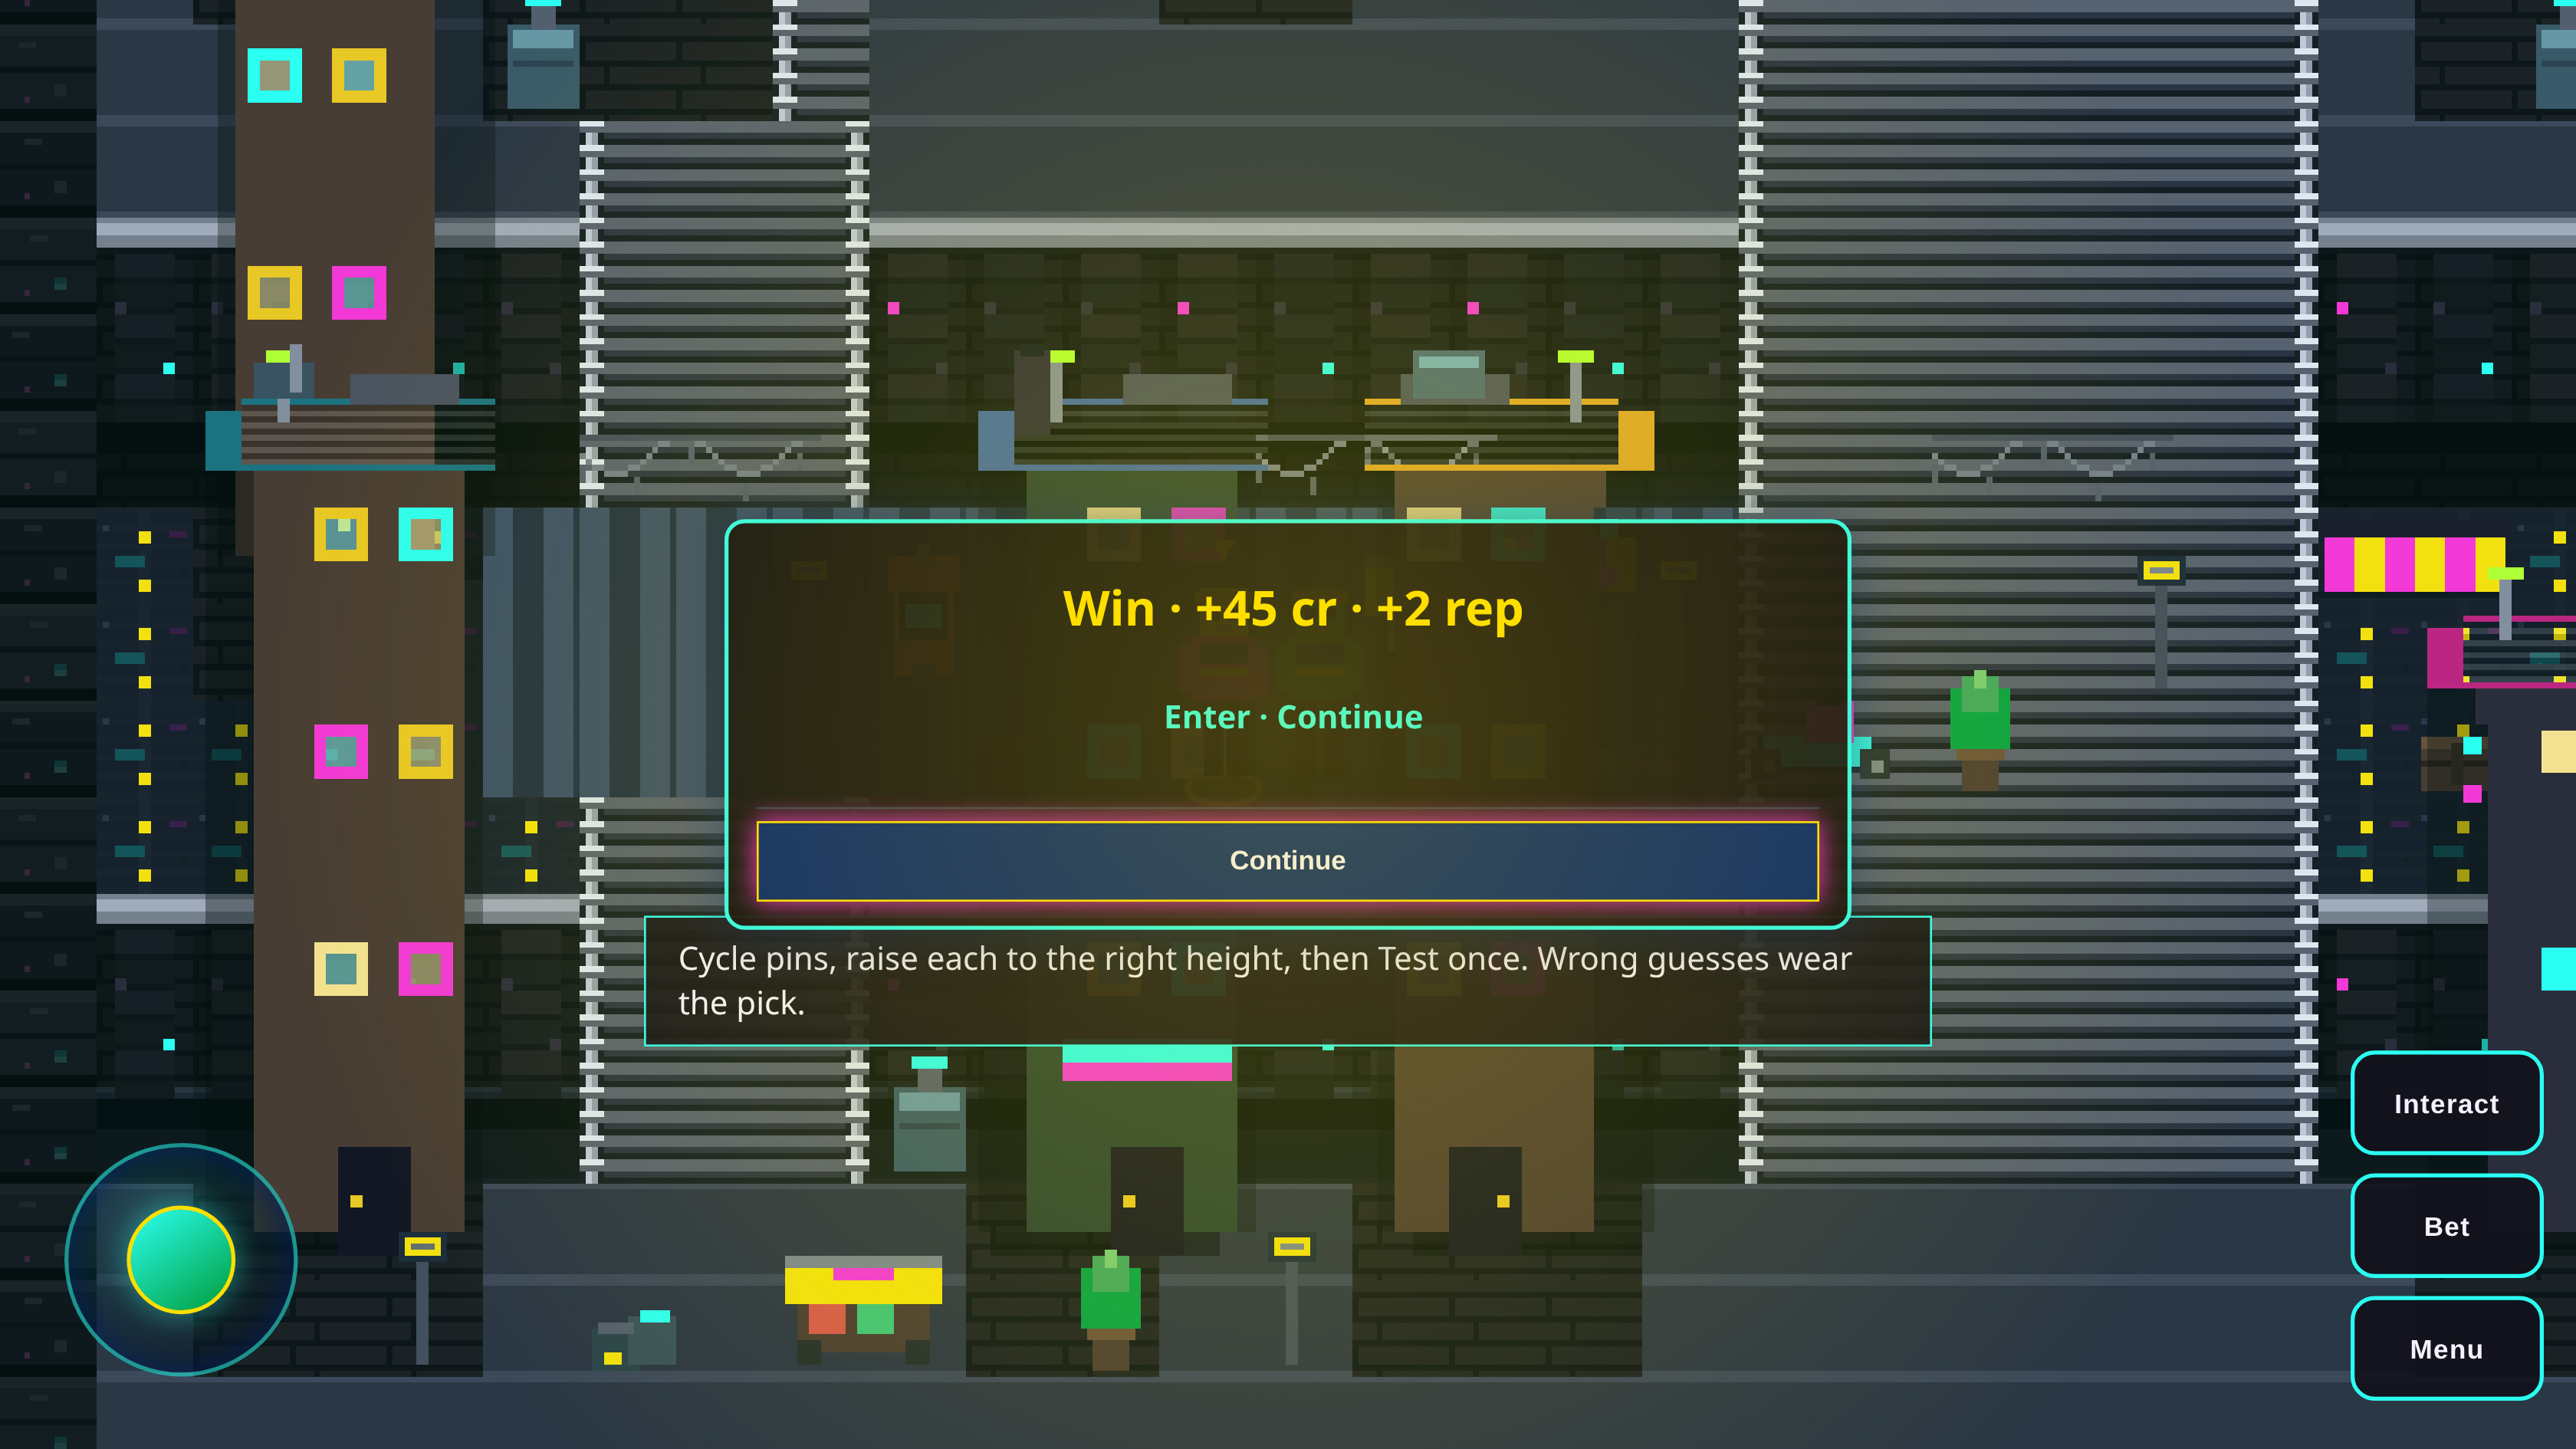 Win · +45 cr · +2 rep
Enter · Continue
Continue
Cycle pins, raise each to the right height, then Test once. Wrong guesses wear
the pick.
Interact
Bet
Menu